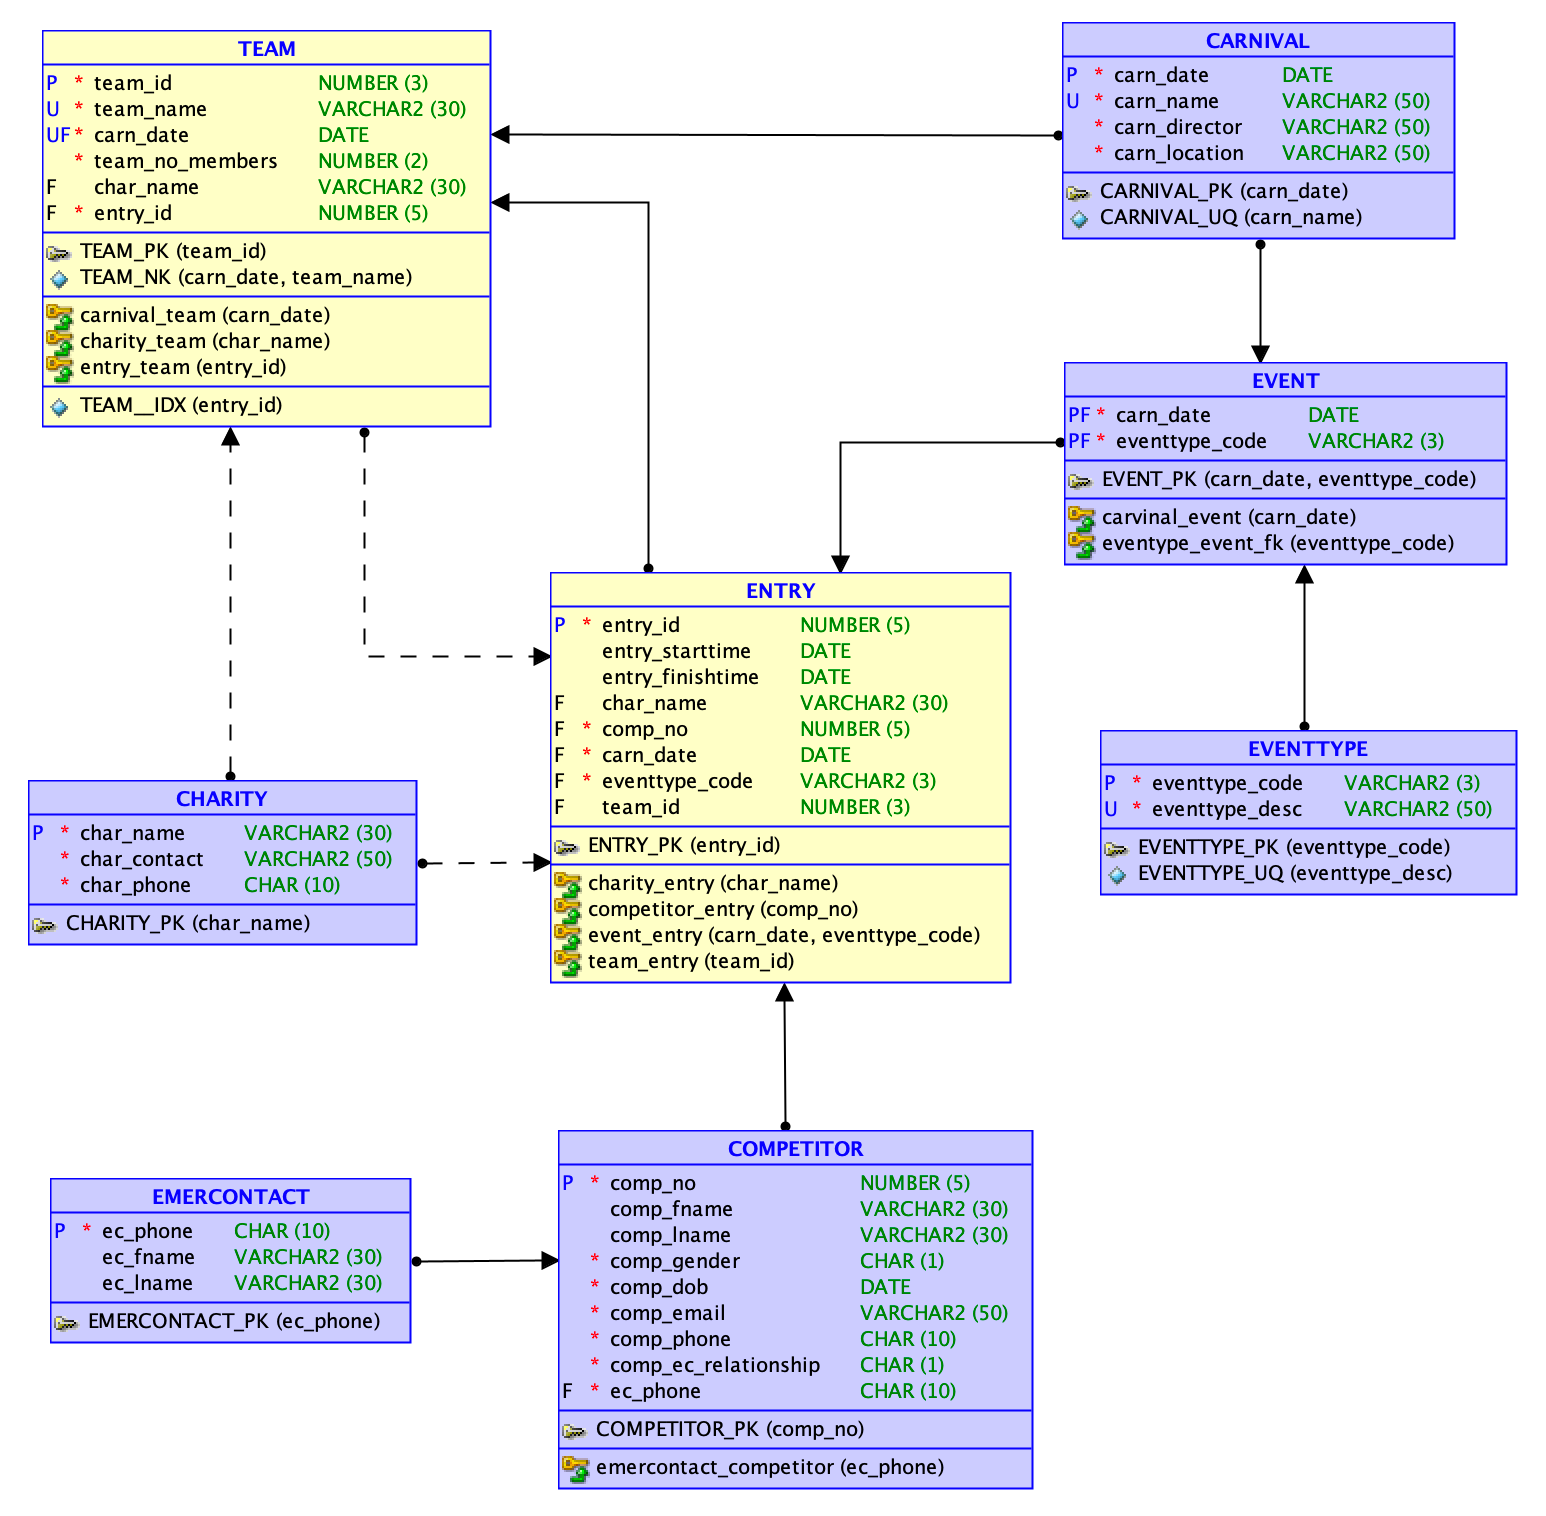 TEAM
P * team_id NUMBER (3)
U * team_name VARCHAR2 (30)
UF * carn_date DATE
* team_no_members NUMBER (2)
F char_name VARCHAR2 (30)
F * entry_id NUMBER (5)
TEAM_PK (team_id)
TEAM_NK (carn_date, team_name)
carnival_team (carn_date)
charity_team (char_name)
entry_team (entry_id)
TEAM__IDX (entry_id)
CARNIVAL
P * carn_date DATE
U * carn_name VARCHAR2 (50)
* carn_director VARCHAR2 (50)
* carn_location VARCHAR2 (50)
CARNIVAL_PK (carn_date)
CARNIVAL_UQ (carn_name)
EVENT
PF * carn_date DATE
PF * eventtype_code VARCHAR2 (3)
EVENT_PK (carn_date, eventtype_code)
carvinal_event (carn_date)
eventype_event_fk (eventtype_code)
ENTRY
P * entry_id NUMBER (5)
entry_starttime DATE
entry_finishtime DATE
F char_name VARCHAR2 (30)
F * comp_no NUMBER (5)
F * carn_date DATE
F * eventtype_code VARCHAR2 (3)
F team_id NUMBER (3)
ENTRY_PK (entry_id)
charity_entry (char_name)
competitor_entry (comp_no)
event_entry (carn_date, eventtype_code)
team_entry (team_id)
EVENTTYPE
P * eventtype_code VARCHAR2 (3)
U * eventtype_desc VARCHAR2 (50)
EVENTTYPE_PK (eventtype_code)
EVENTTYPE_UQ (eventtype_desc)
CHARITY
P * char_name VARCHAR2 (30)
* char_contact VARCHAR2 (50)
* char_phone CHAR (10)
CHARITY_PK (char_name)
COMPETITOR
P * comp_no NUMBER (5)
comp_fname VARCHAR2 (30)
comp_lname VARCHAR2 (30)
* comp_gender CHAR (1)
* comp_dob DATE
* comp_email VARCHAR2 (50)
* comp_phone CHAR (10)
* comp_ec_relationship CHAR (1)
F * ec_phone CHAR (10)
COMPETITOR_PK (comp_no)
emercontact_competitor (ec_phone)
EMERCONTACT
P * ec_phone CHAR (10)
ec_fname VARCHAR2 (30)
ec_lname VARCHAR2 (30)
EMERCONTACT_PK (ec_phone)